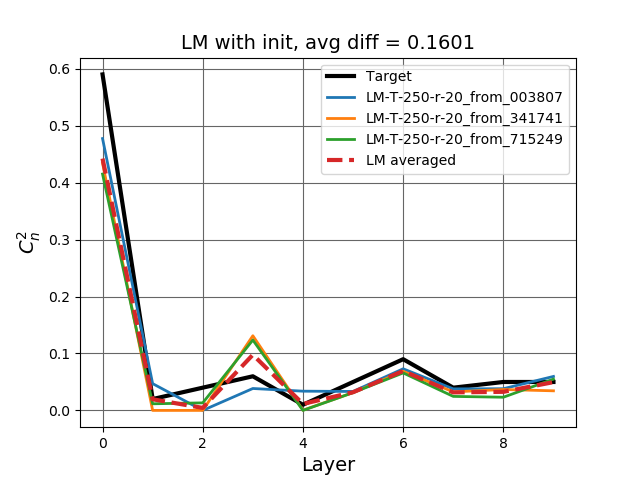 LM with init, avg diff = 0.1601
Target
LM-T-250-r-20_from_003807
LM-T-250-r-20_from_341741
LM-T-250-r-20_from_715249
LM averaged
0.6
0.5
0.4
0.3
0.2
0.1
0.0
$C_n^2$
0 2 4 6 8
Layer